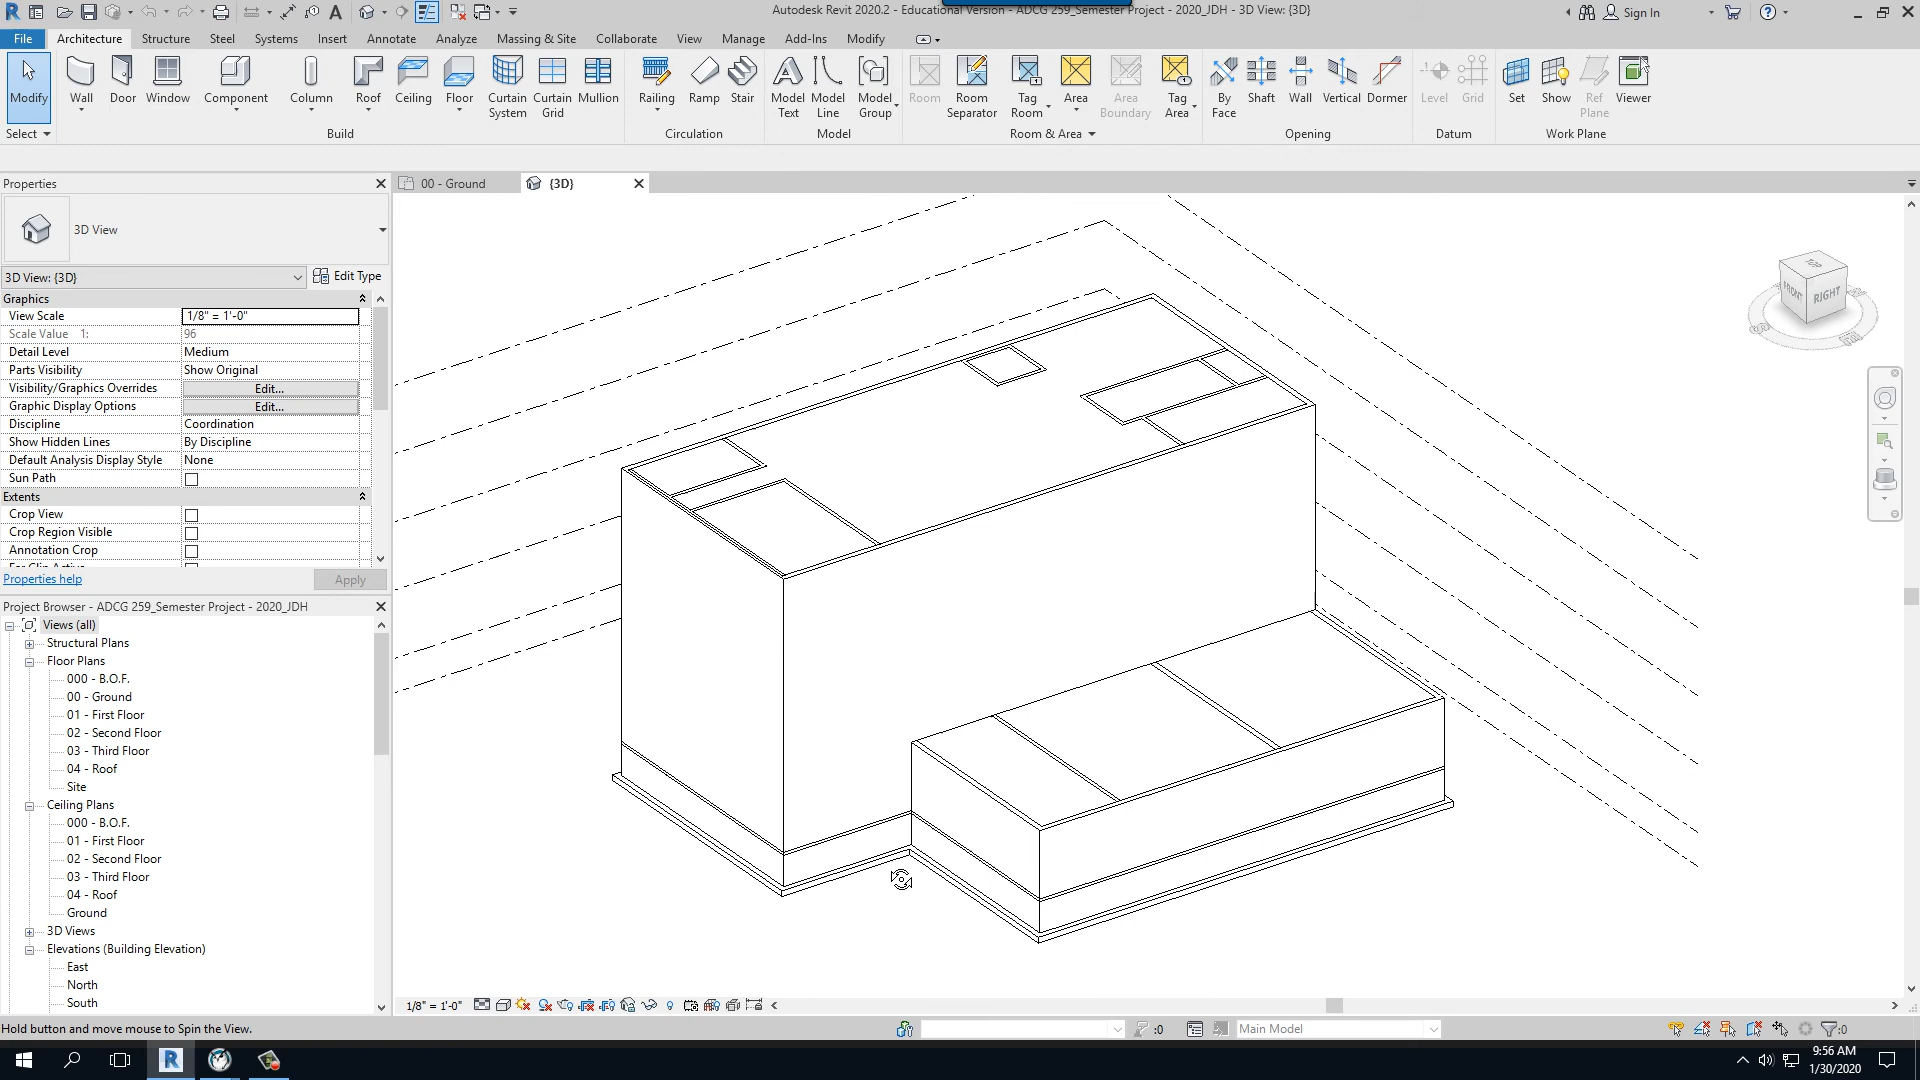 Autodesk Revit 2020.2 - Educational Version - ADCG 259_Semester Project - 2020_JDH - 3D View: {3D}
Sign In
File Architecture Structure Steel Systems Insert Annotate Analyze Massing & Site Collaborate View Manage Add-Ins Modify
Modify Wall Door Window Component Column Roof Ceiling Floor Curtain System Curtain Grid Mullion Railing Ramp Stair Model Text Model Line Model Group Room Room Separator Tag Room Area Area Boundary Tag Area By Face Shaft Wall Vertical Dormer Level Grid Set Show Ref Plane Viewer
Select Build Circulation Model Room & Area Opening Datum Work Plane
Properties
00 - Ground
{3D}
3D View
3D View: {3D}
Edit Type
Graphics
View Scale 1/8" = 1'-0"
Scale Value 1: 96
Detail Level Medium
Parts Visibility Show Original
Visibility/Graphics Overrides Edit...
Graphic Display Options Edit...
Discipline Coordination
Show Hidden Lines By Discipline
Default Analysis Display Style None
Sun Path
Extents
Crop View
Crop Region Visible
Annotation Crop
Properties help
Apply
TOP
FRONT
RIGHT
Project Browser - ADCG 259_Semester Project - 2020_JDH
Views (all)
Structural Plans
Floor Plans
000 - B.O.F.
00 - Ground
01 - First Floor
02 - Second Floor
03 - Third Floor
04 - Roof
Site
Ceiling Plans
000 - B.O.F.
01 - First Floor
02 - Second Floor
03 - Third Floor
04 - Roof
Ground
3D Views
Elevations (Building Elevation)
East
North
South
1/8" = 1'-0"
Hold button and move mouse to Spin the View.
:0
Main Model
:0
9:56 AM
1/30/2020